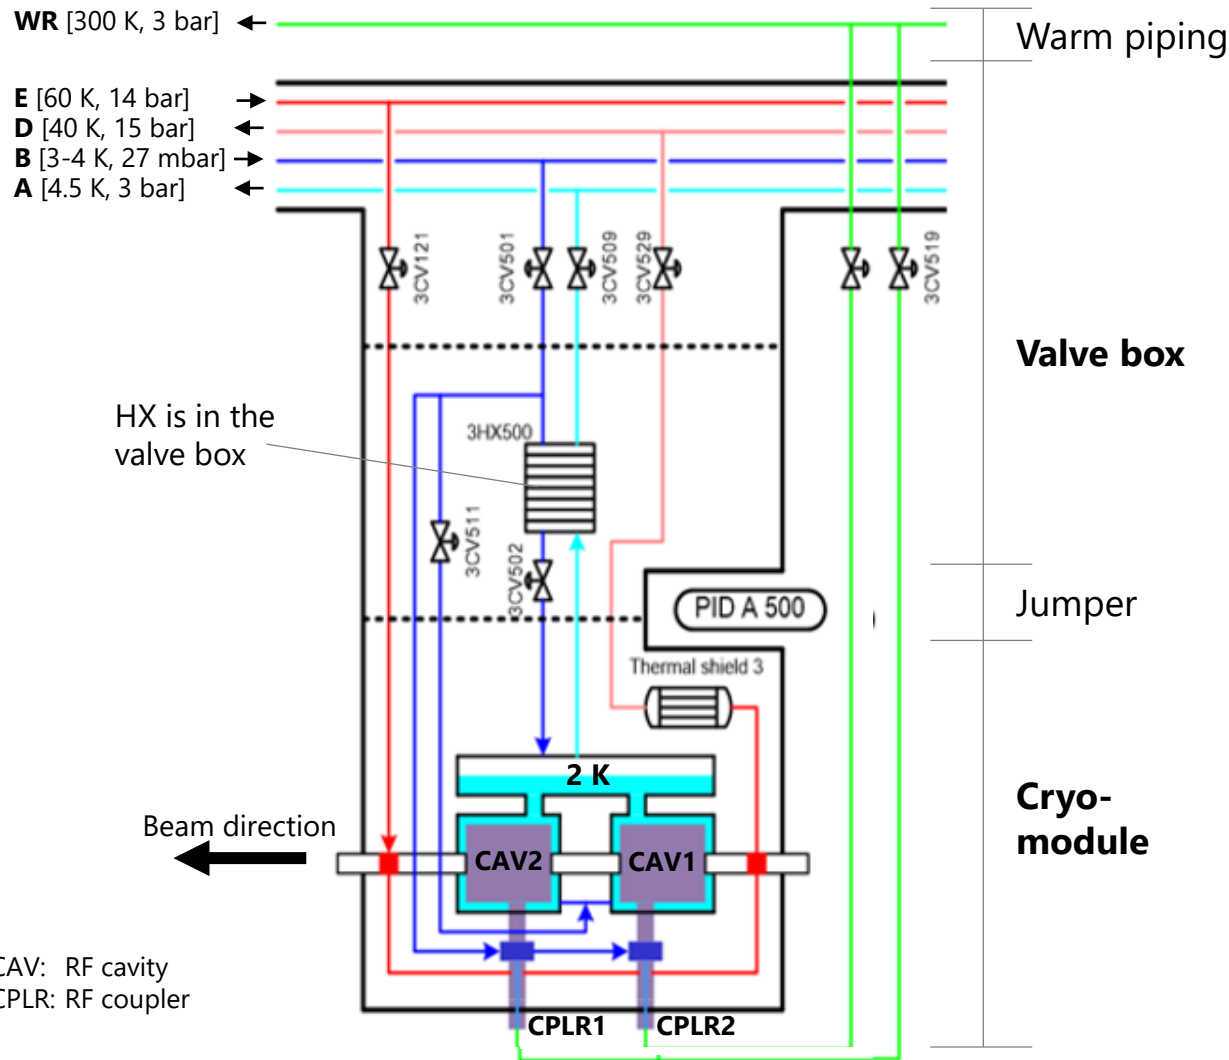 WR [300 K, 3 bar]
Warm piping
E [60 K, 14 bar]
D [40 K, 15 bar]
B [3-4 K, 27 mbar]
A [4.5 K, 3 bar]
3CV121
3CV501
3CV509
3CV529
3CV519
Valve box
HX is in the
valve box
3HX500
3CV511
3CV502
PID A 500
Jumper
Thermal shield 3
2 K
Cryo-
module
Beam direction
CAV2
CAV1
CAV: RF cavity
CPLR: RF coupler
CPLR1
CPLR2